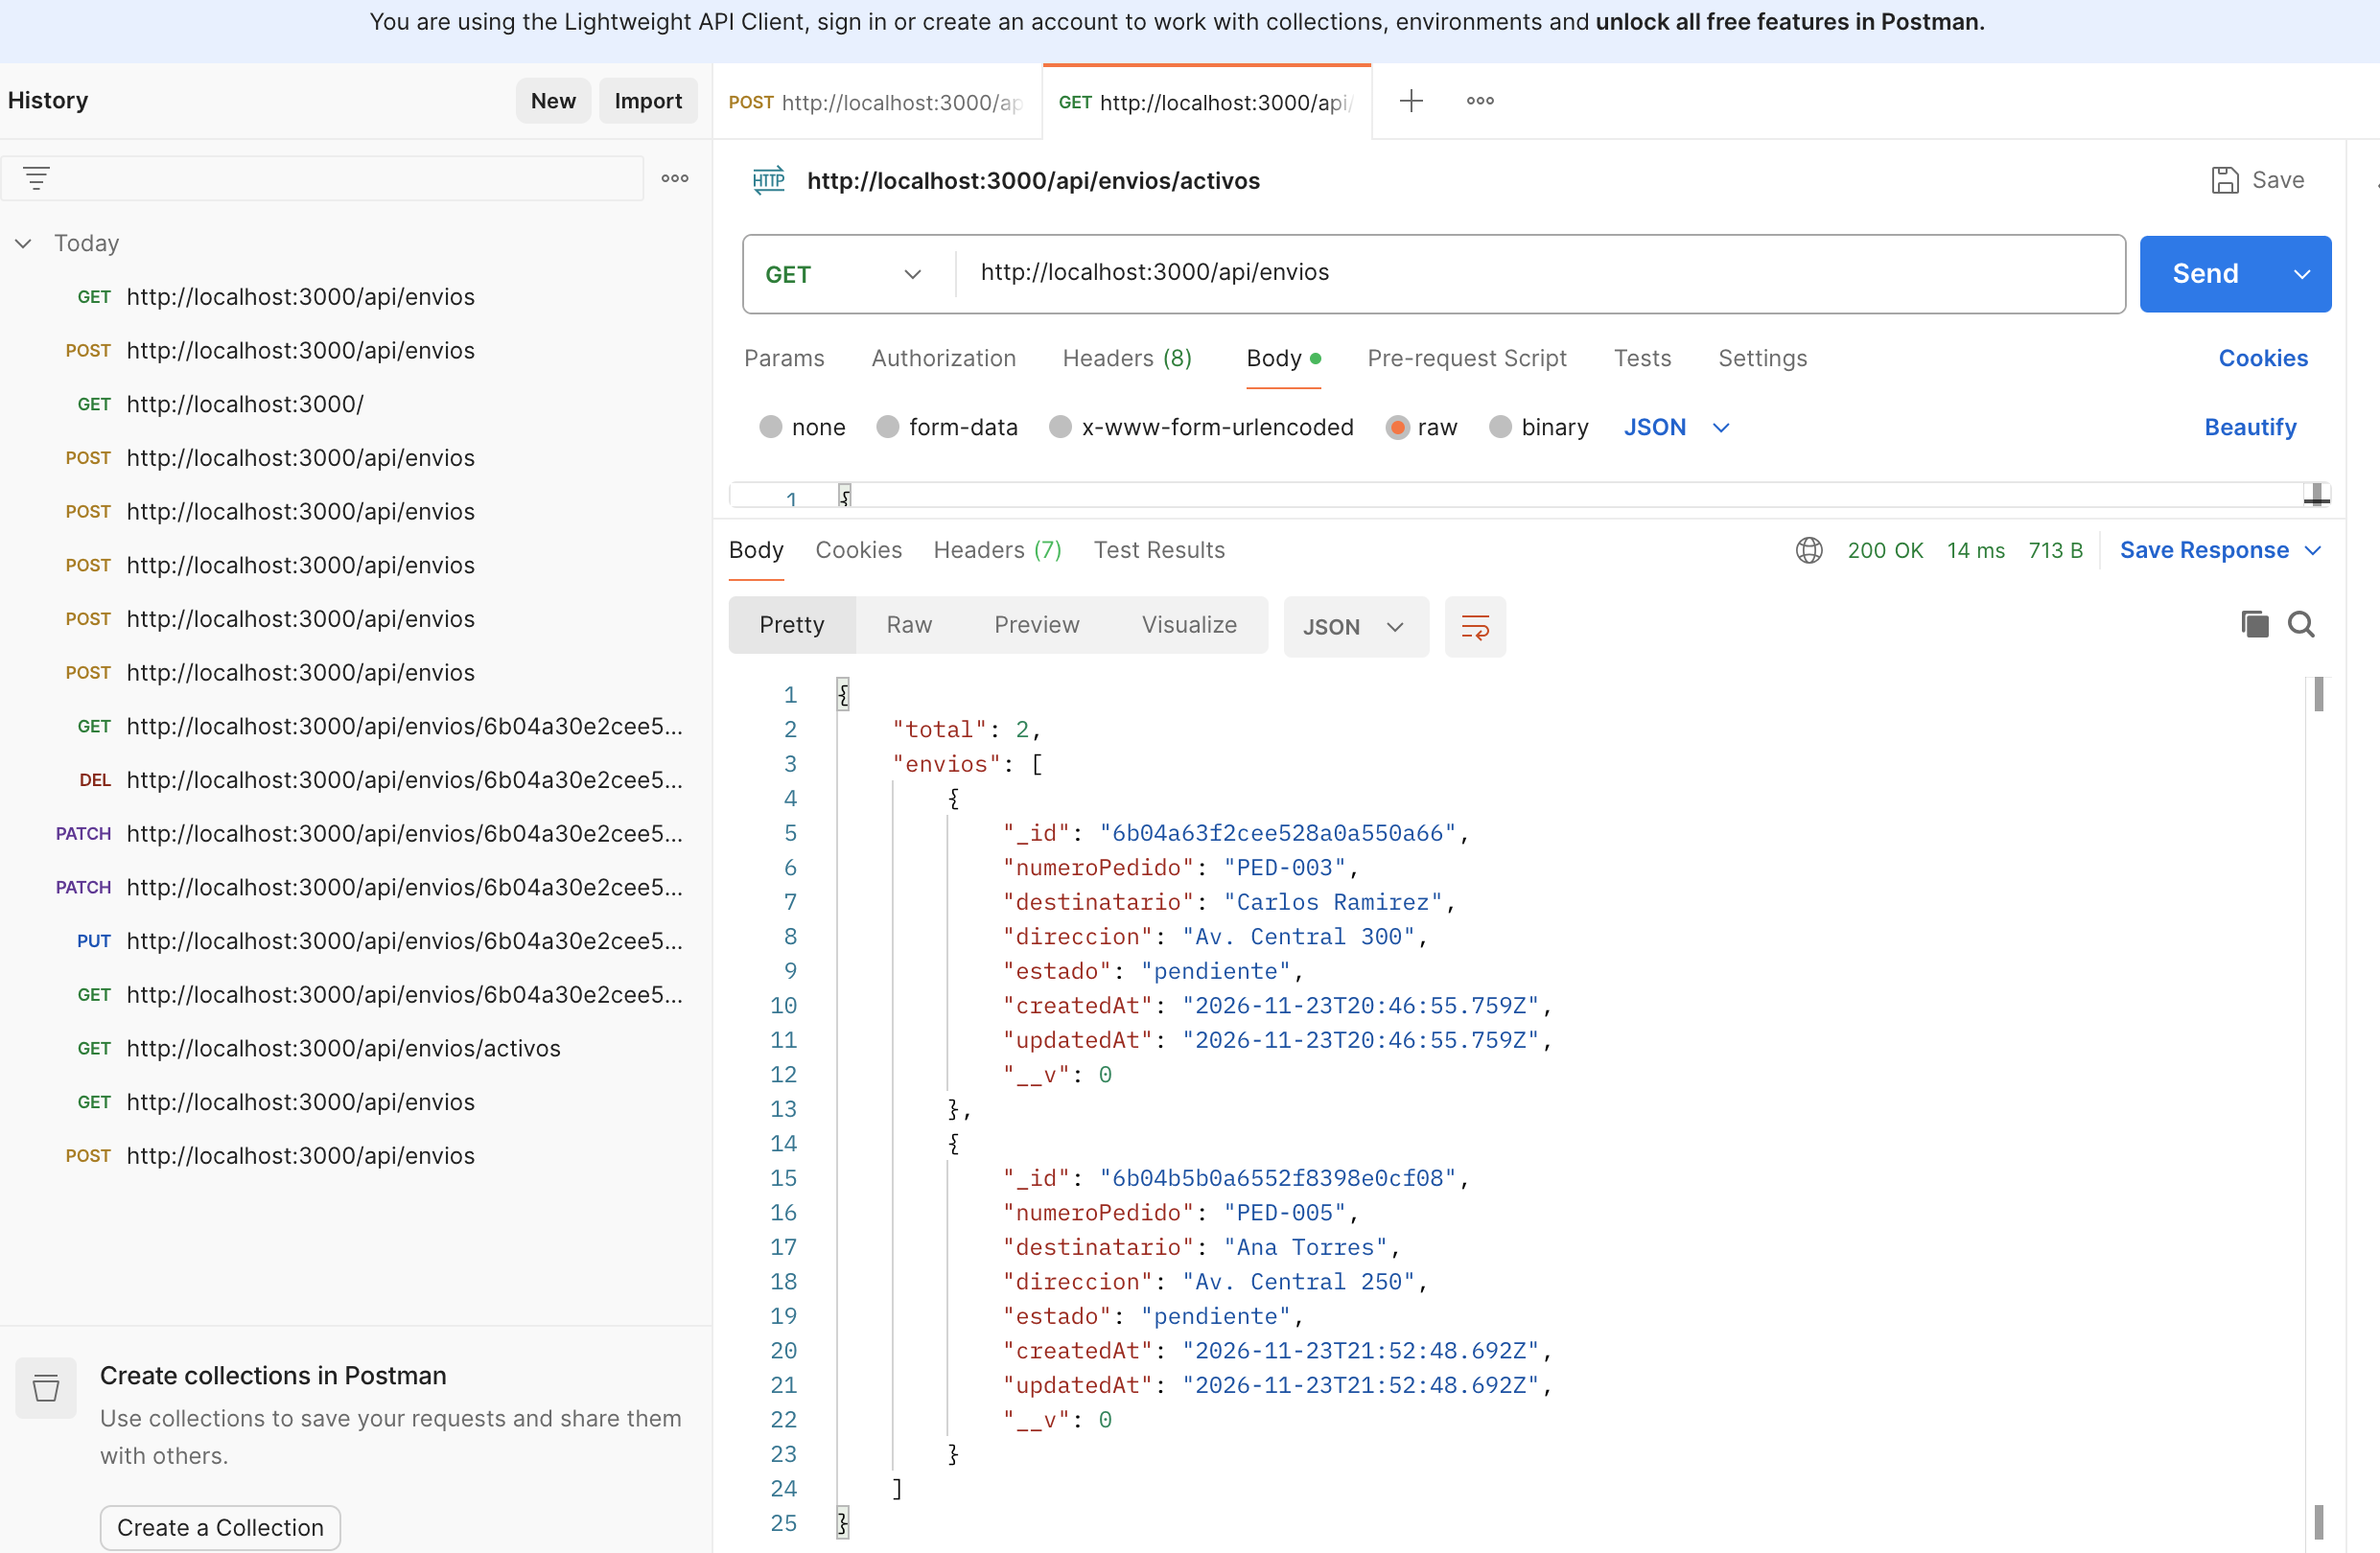 You are using the Lightweight API Client, sign in or create an account to work with collections, environments and unlock all free features in Postman.
History
New
Import
Today
GET http://localhost:3000/api/envios
POST http://localhost:3000/api/envios
GET http://localhost:3000/
POST http://localhost:3000/api/envios
POST http://localhost:3000/api/envios
POST http://localhost:3000/api/envios
POST http://localhost:3000/api/envios
POST http://localhost:3000/api/envios
GET http://localhost:3000/api/envios/6b04a30e2cee5...
DEL http://localhost:3000/api/envios/6b04a30e2cee5...
PATCH http://localhost:3000/api/envios/6b04a30e2cee5...
PATCH http://localhost:3000/api/envios/6b04a30e2cee5...
PUT http://localhost:3000/api/envios/6b04a30e2cee5...
GET http://localhost:3000/api/envios/6b04a30e2cee5...
GET http://localhost:3000/api/envios/activos
GET http://localhost:3000/api/envios
POST http://localhost:3000/api/envios
Create collections in Postman
Use collections to save your requests and share them
with others.
Create a Collection
POST http://localhost:3000/ap
GET http://localhost:3000/api/
HTTP http://localhost:3000/api/envios/activos
Save
GET http://localhost:3000/api/envios
Send
Params Authorization Headers (8) Body Pre-request Script Tests Settings Cookies
none form-data x-www-form-urlencoded raw binary JSON Beautify
1 {
Body Cookies Headers (7) Test Results 200 OK 14 ms 713 B Save Response
Pretty Raw Preview Visualize JSON
1 {
2 "total": 2,
3 "envios": [
4 {
5 "_id": "6b04a63f2cee528a0a550a66",
6 "numeroPedido": "PED-003",
7 "destinatario": "Carlos Ramirez",
8 "direccion": "Av. Central 300",
9 "estado": "pendiente",
10 "createdAt": "2026-11-23T20:46:55.759Z",
11 "updatedAt": "2026-11-23T20:46:55.759Z",
12 "__v": 0
13 },
14 {
15 "_id": "6b04b5b0a6552f8398e0cf08",
16 "numeroPedido": "PED-005",
17 "destinatario": "Ana Torres",
18 "direccion": "Av. Central 250",
19 "estado": "pendiente",
20 "createdAt": "2026-11-23T21:52:48.692Z",
21 "updatedAt": "2026-11-23T21:52:48.692Z",
22 "__v": 0
23 }
24 ]
25 }